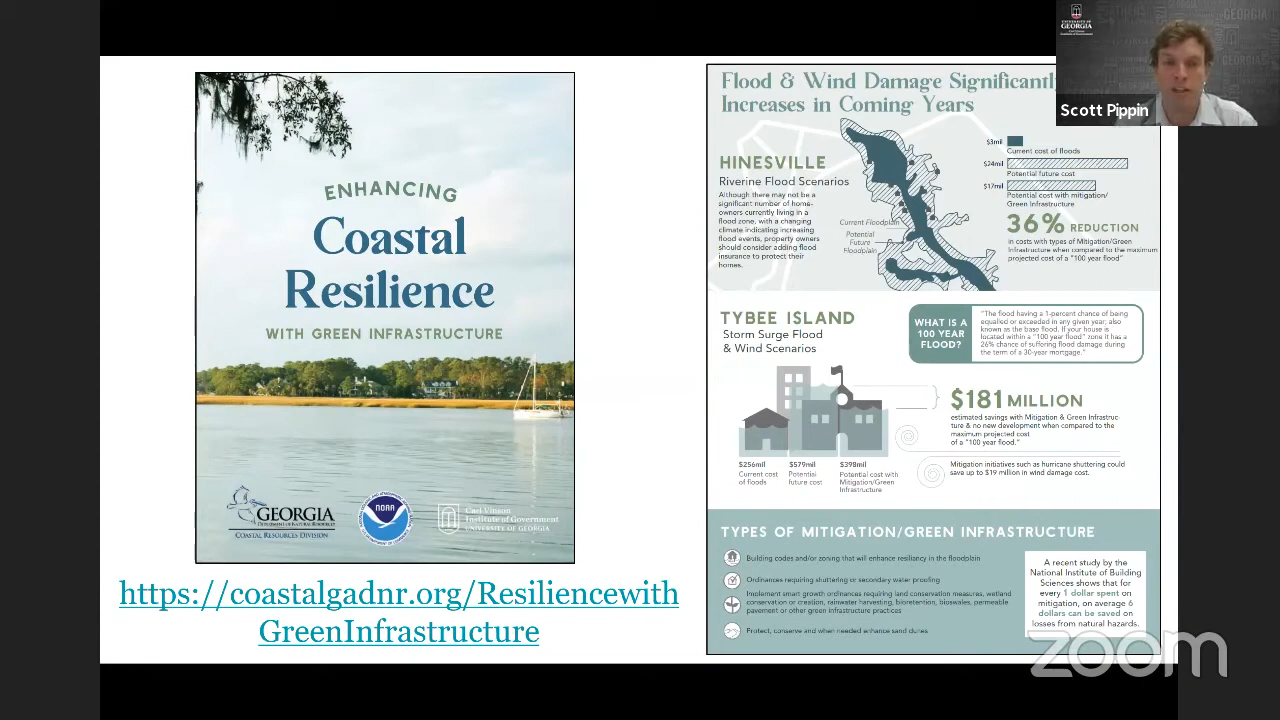 ENHANCING
Coastal
Resilience
WITH GREEN INFRASTRUCTURE
GEORGIA
DEPARTMENT OF NATURAL RESOURCES
COASTAL RESOURCES DIVISION
NOAA
Carl Vinson
Institute of Government
UNIVERSITY OF GEORGIA
https://coastalgadnr.org/Resiliencewith
GreenInfrastructure
Flood & Wind Damage Significantly
Increases in Coming Years
HINESVILLE
Riverine Flood Scenarios
Although there may not be a
significant number of home-
owners currently living in a
flood zone, with a changing
climate indicating increasing
flood events, property owners
should consider adding flood
insurance to protect their
homes.
Current Floodplain
Potential
Future
Floodplain
$3mil
Current cost of floods
$24mil
Potential future cost
$17mil
Potential cost with mitigation/
Green Infrastructure
36% REDUCTION
in costs with types of Mitigation/Green
Infrastructure when compared to the maximum
projected cost of a "100 year flood"
TYBEE ISLAND
Storm Surge Flood
& Wind Scenarios
WHAT IS A
100 YEAR
FLOOD?
"The flood having a 1-percent chance of being
equalled or exceeded in any given year; also
known as the base flood. If your house is
located within a "100 year flood" zone it has a
26% chance of suffering flood damage during
the term of a 30-year mortgage."
$256mil
Current cost
of floods
$579mil
Potential
future cost
$398mil
Potential cost with
Mitigation/Green
Infrastructure
$181 MILLION
estimated savings with Mitigation & Green Infrastruc-
ture & no new development when compared to the
maximum projected cost
of a "100 year flood."
Mitigation initiatives such as hurricane shuttering could
save up to $19 million in wind damage cost.
TYPES OF MITIGATION/GREEN INFRASTRUCTURE
Building codes and/or zoning that will enhance resiliancy in the floodplain
Ordinances requiring shuttering or secondary water proofing
Implement smart growth ordinances requiring land conservation measures, wetland
conservation or creation, rainwater harvesting, bioretention, bioswales, permeable
pavement or other green infrastructure practices
Protect, conserve and when needed enhance sand dunes
A recent study by the
National Institute of Building
Sciences shows that for
every 1 dollar spent on
mitigation, on average 6
dollars can be saved on
losses from natural hazards.
GEORGIA
Scott Pippin
zoom